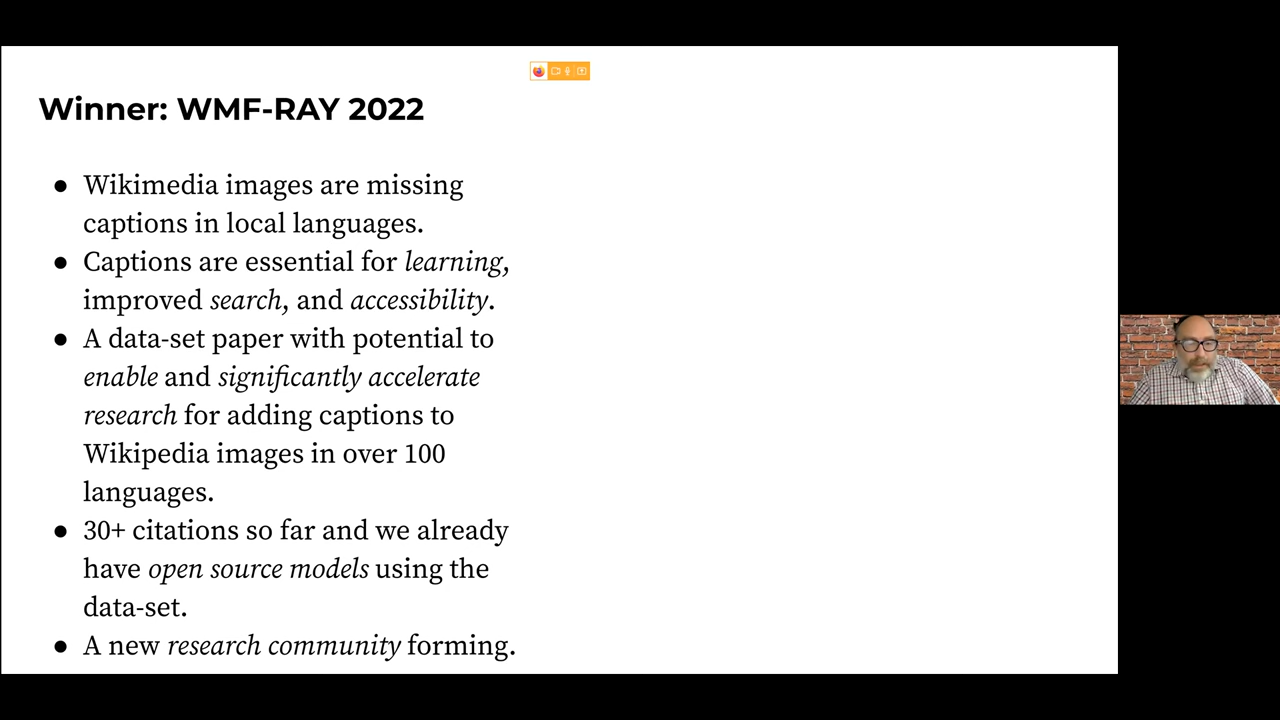 Winner: WMF-RAY 2022
● Wikimedia images are missing
captions in local languages.
● Captions are essential for learning,
improved search, and accessibility.
● A data-set paper with potential to
enable and significantly accelerate
research for adding captions to
Wikipedia images in over 100
languages.
● 30+ citations so far and we already
have open source models using the
data-set.
● A new research community forming.